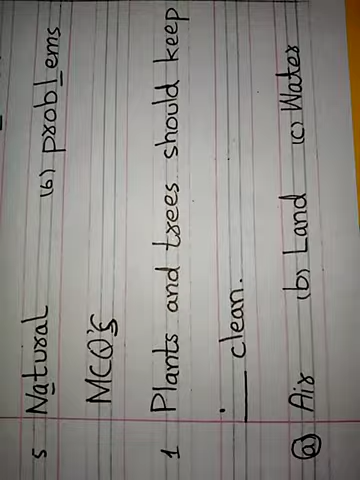 5 Natural (6) problems
MCQ's
1 Plants and trees should keep
___ clean.
(a) Air (b) Land (c) Water